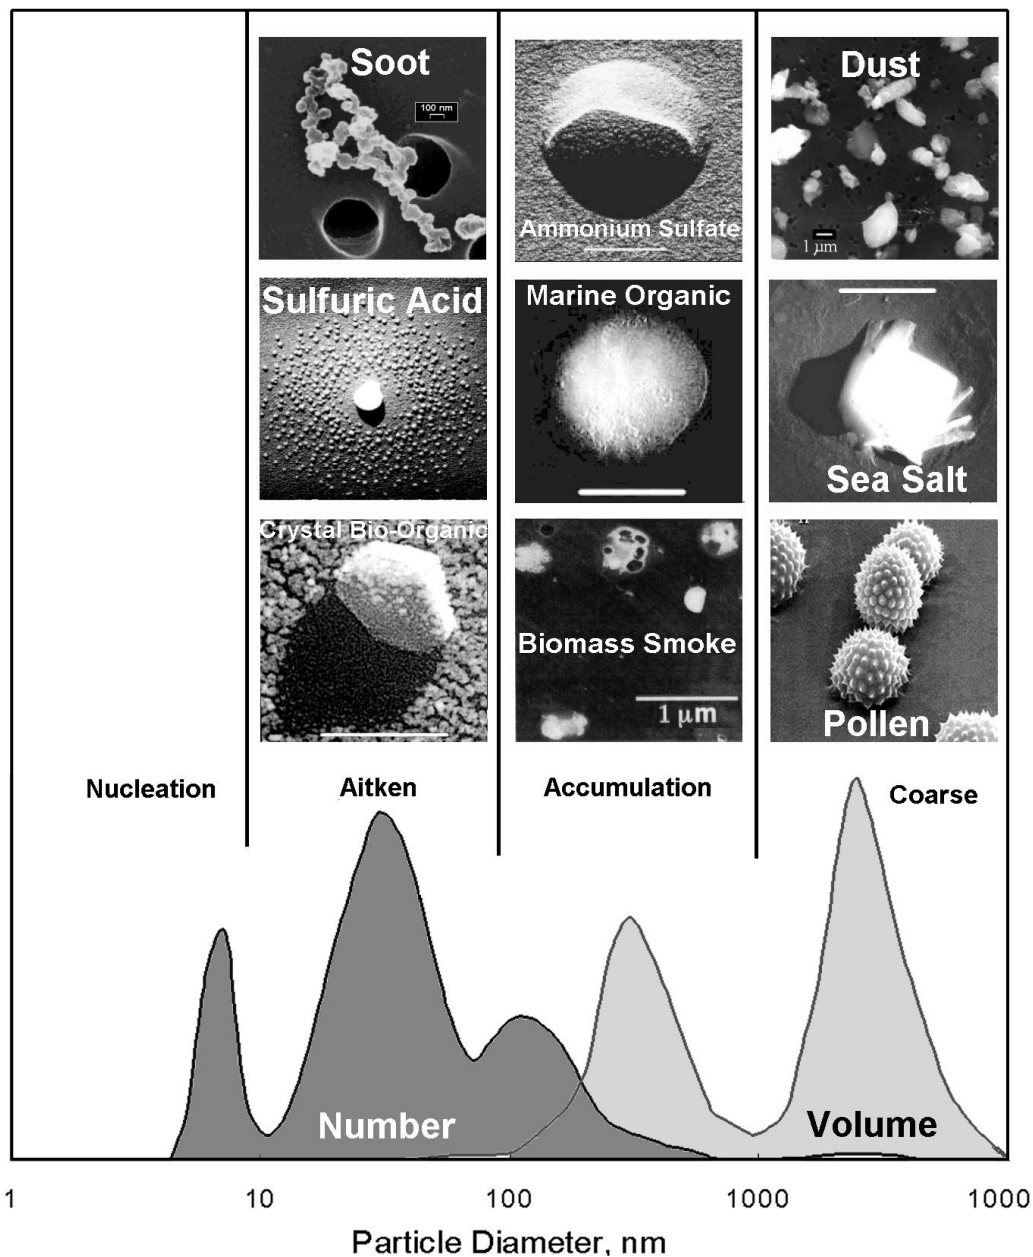 Soot
100 nm
Ammonium Sulfate
Dust
1 μm
Sulfuric Acid
Marine Organic
Sea Salt
Crystal Bio-Organic
Biomass Smoke
1 μm
Pollen
Nucleation
Aitken
Accumulation
Coarse
Number
Volume
1 10 100 1000 1000
Particle Diameter, nm